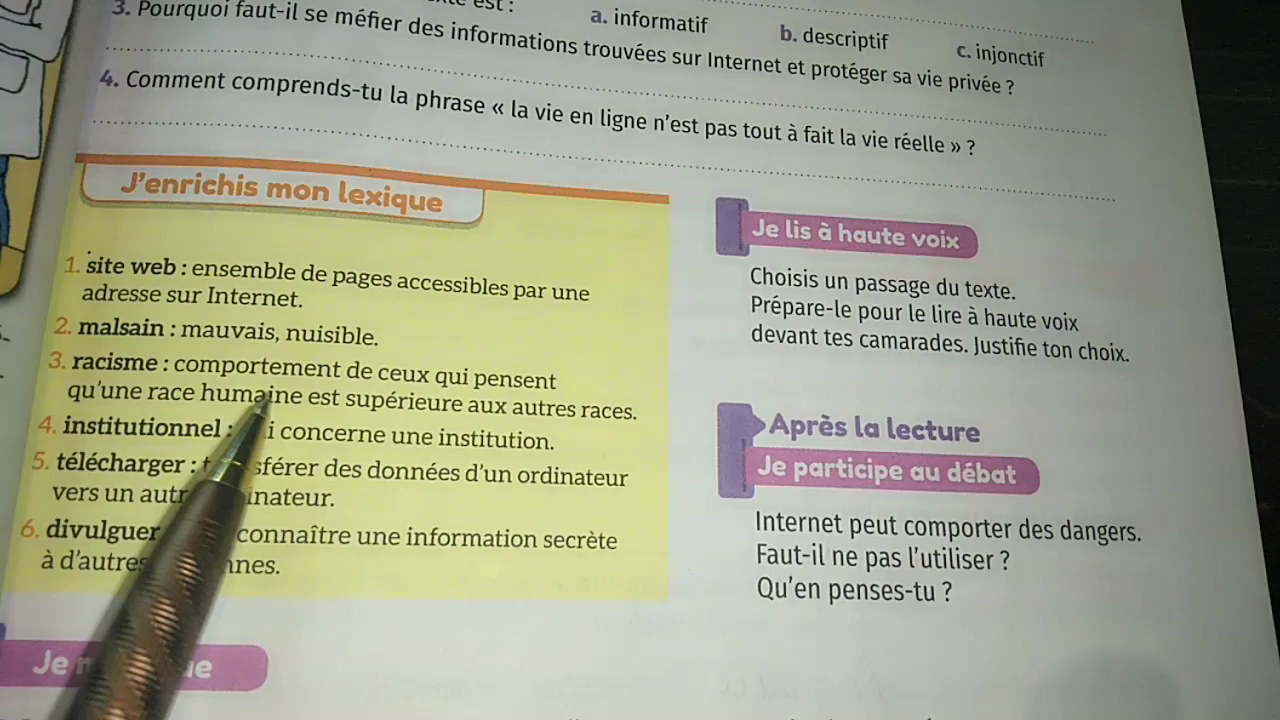 est :
a. informatif
b. descriptif
c. injonctif
3. Pourquoi faut-il se méfier des informations trouvées sur Internet et protéger sa vie privée ?
4. Comment comprends-tu la phrase « la vie en ligne n'est pas tout à fait la vie réelle » ?
J'enrichis mon lexique
1. site web : ensemble de pages accessibles par une
adresse sur Internet.
2. malsain : mauvais, nuisible.
3. racisme : comportement de ceux qui pensent
qu'une race humaine est supérieure aux autres races.
4. institutionnel : i concerne une institution.
5. télécharger : t sférer des données d'un ordinateur
vers un autr inateur.
6. divulguer connaître une information secrète
à d'autres nnes.
Je lis à haute voix
Choisis un passage du texte.
Prépare-le pour le lire à haute voix
devant tes camarades. Justifie ton choix.
Après la lecture
Je participe au débat
Internet peut comporter des dangers.
Faut-il ne pas l'utiliser ?
Qu'en penses-tu ?
Je